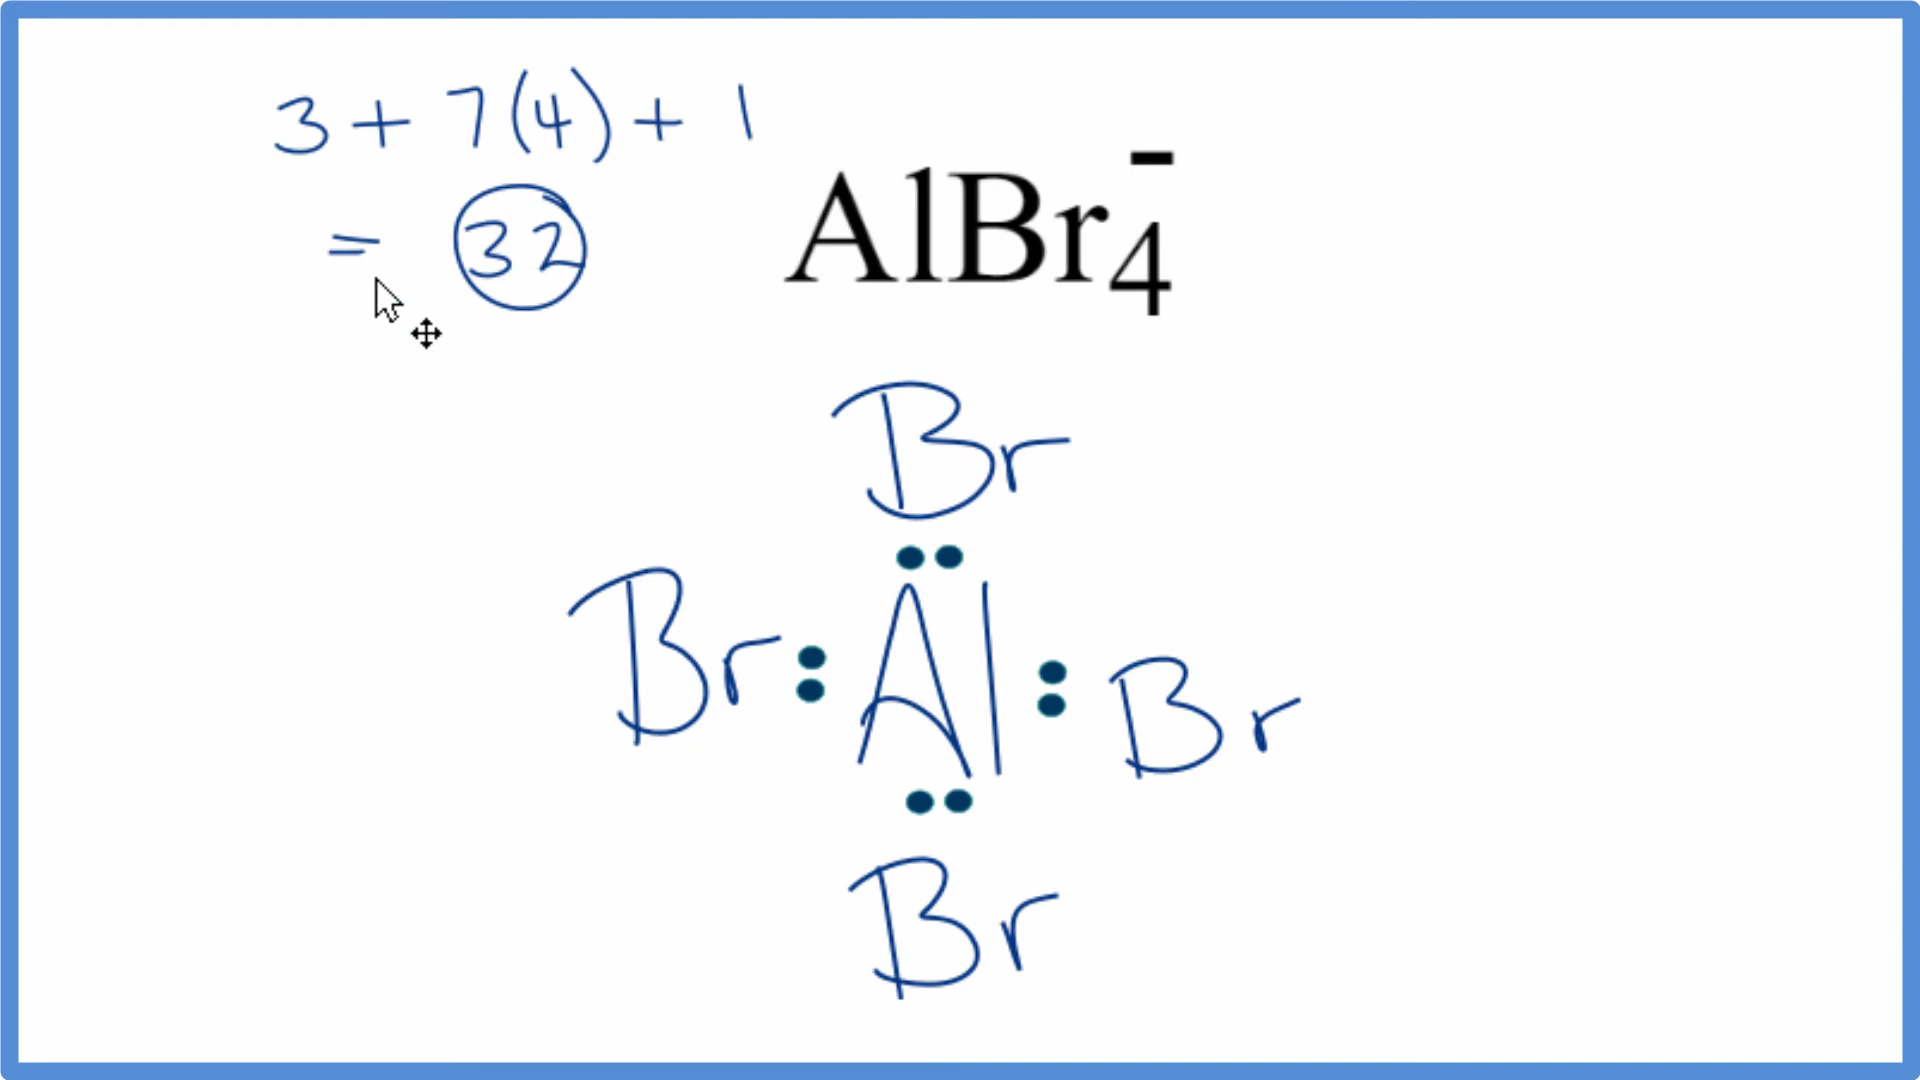 3 + 7(4) + 1
= 32
AlBr₄⁻
Br
Br : Al : Br
Br